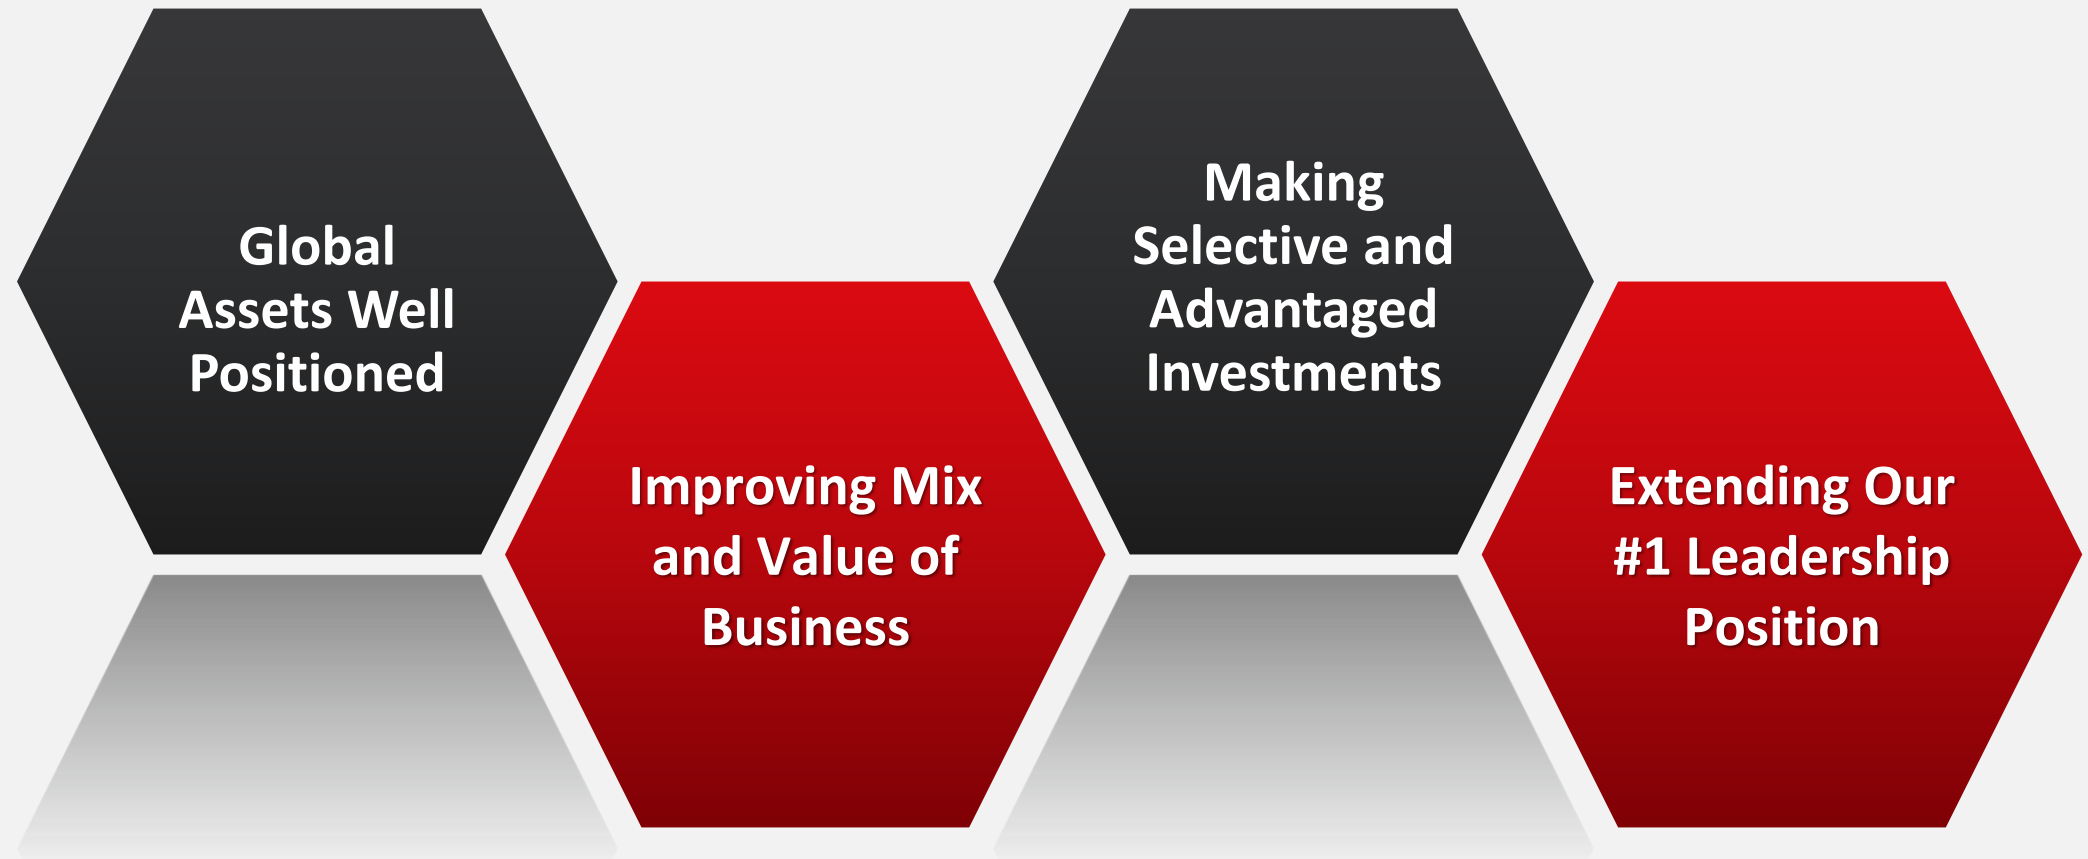 Global
Assets Well
Positioned
Improving Mix
and Value of
Business
Making
Selective and
Advantaged
Investments
Extending Our
#1 Leadership
Position